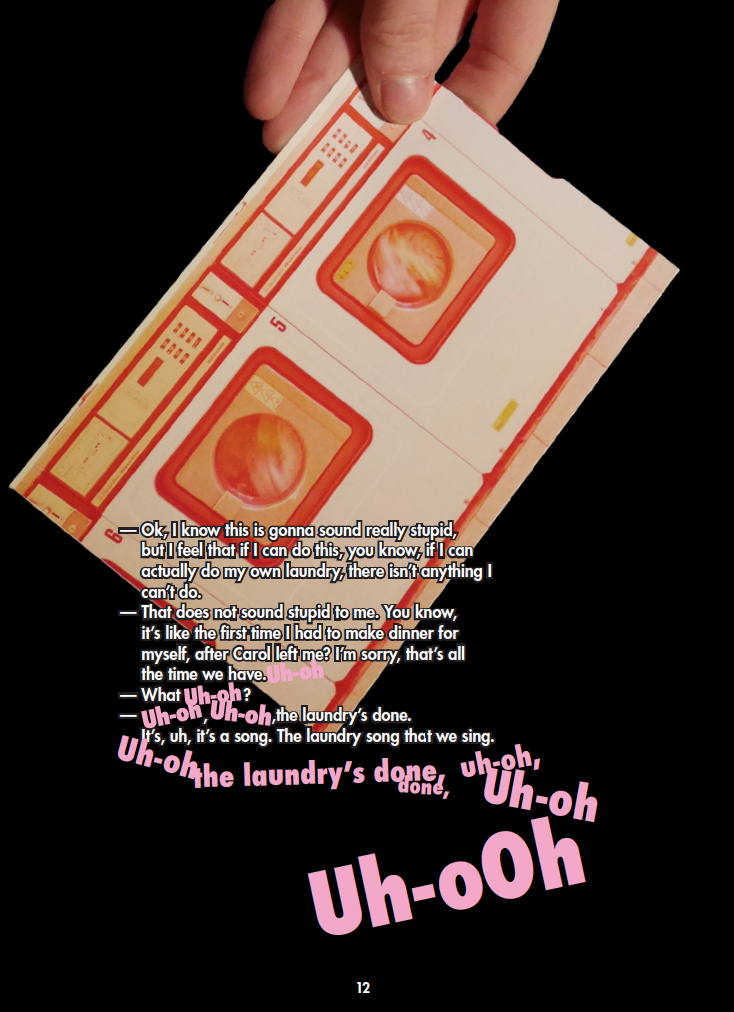 4
5
6
— Ok, I know this is gonna sound really stupid,
but I feel that if I can do this, you know, if I can
actually do my own laundry, there isn't anything I
can't do.
— That does not sound stupid to me. You know,
it's like the first time I had to make dinner for
myself, after Carol left me? I'm sorry, that's all
the time we have. Uh-oh
— What Uh-oh?
— Uh-oh, Uh-oh, the laundry's done.
It's, uh, it's a song. The laundry song that we sing.
Uh-oh the laundry's done, uh-oh,
done, Uh-oh
Uh-oOh
12